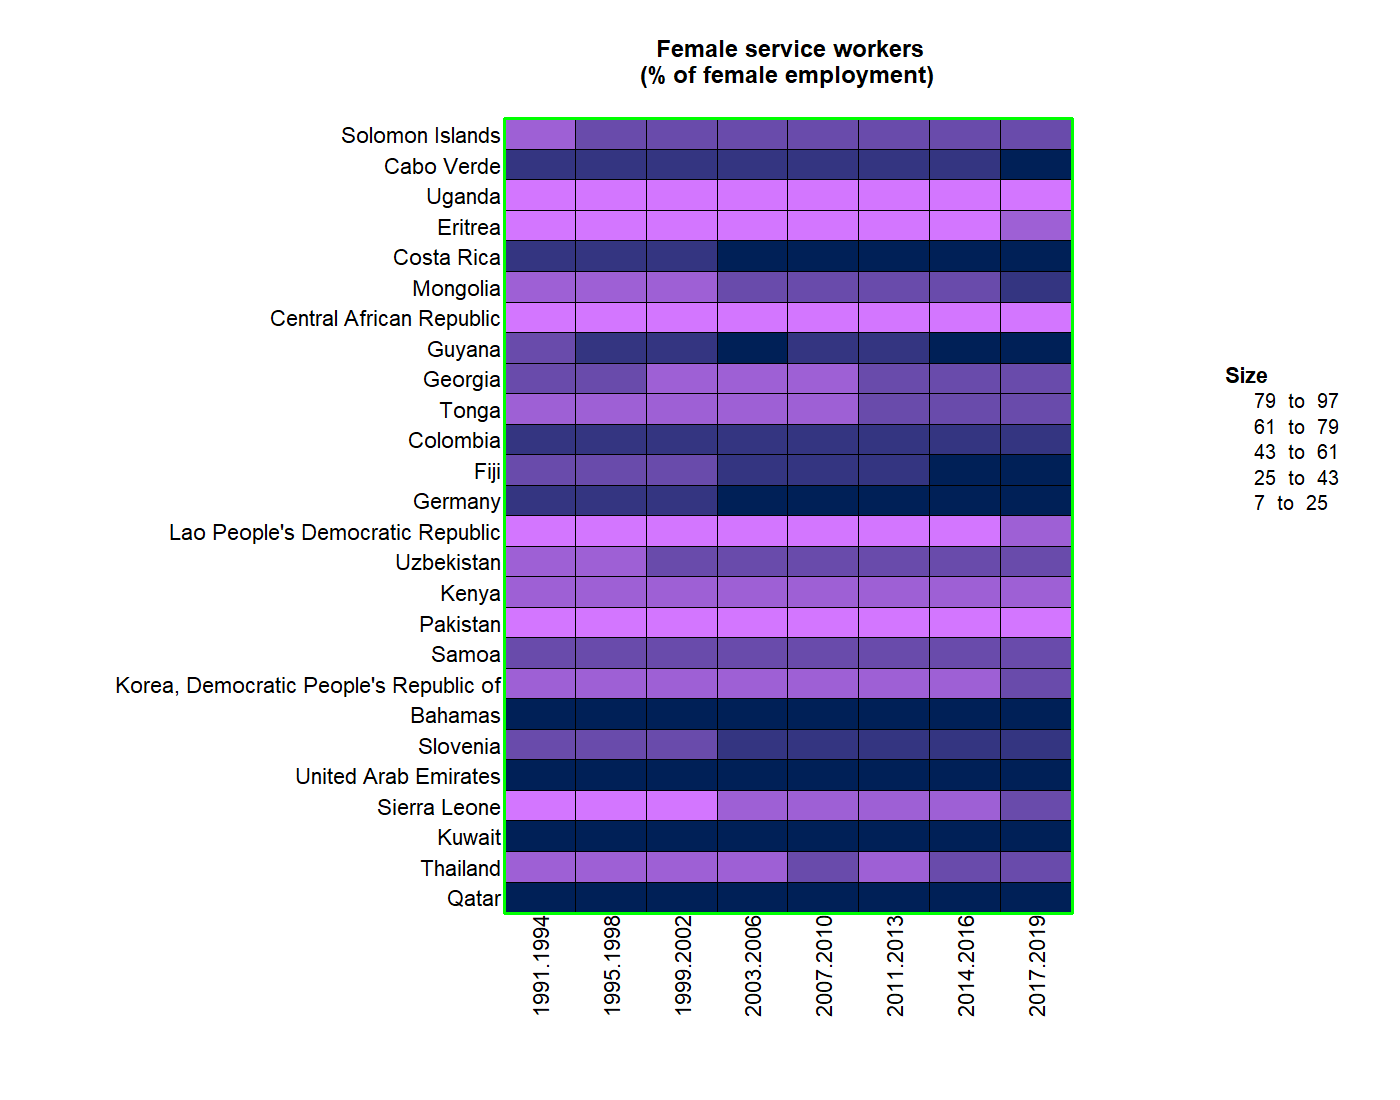 Female service workers
(% of female employment)
Solomon Islands
Cabo Verde
Uganda
Eritrea
Costa Rica
Mongolia
Central African Republic
Guyana
Georgia
Tonga
Colombia
Fiji
Germany
Lao People's Democratic Republic
Uzbekistan
Kenya
Pakistan
Samoa
Korea, Democratic People's Republic of
Bahamas
Slovenia
United Arab Emirates
Sierra Leone
Kuwait
Thailand
Qatar
1991.1994
1995.1998
1999.2002
2003.2006
2007.2010
2011.2013
2014.2016
2017.2019
Size
79 to 97
61 to 79
43 to 61
25 to 43
7 to 25